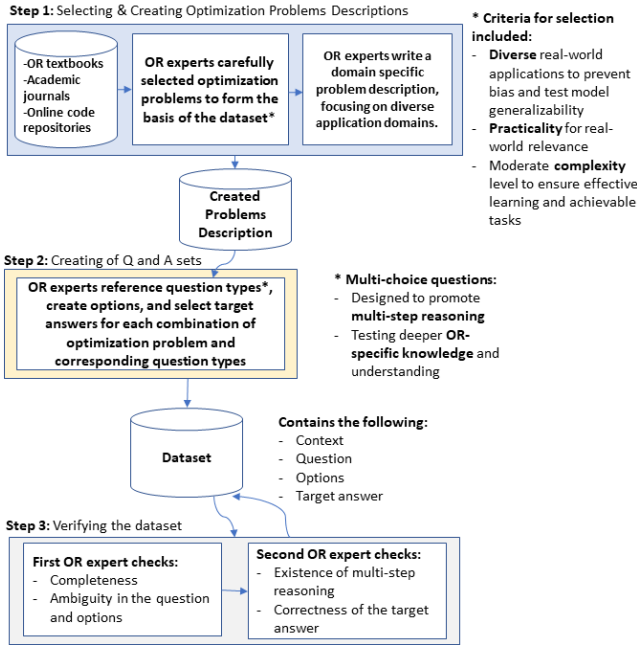 Step 1: Selecting & Creating Optimization Problems Descriptions
-OR textbooks
-Academic
journals
-Online code
repositories
OR experts carefully
selected optimization
problems to form the
basis of the dataset*
OR experts write a
domain specific
problem description,
focusing on diverse
application domains.
* Criteria for selection
included:
- Diverse real-world
applications to prevent
bias and test model
generalizability
- Practicality for real-
world relevance
- Moderate complexity
level to ensure effective
learning and achievable
tasks
Created
Problems
Description
Step 2: Creating of Q and A sets
OR experts reference question types*,
create options, and select target
answers for each combination of
optimization problem and
corresponding question types
* Multi-choice questions:
- Designed to promote
multi-step reasoning
- Testing deeper OR-
specific knowledge and
understanding
Dataset
Contains the following:
- Context
- Question
- Options
- Target answer
Step 3: Verifying the dataset
First OR expert checks:
- Completeness
- Ambiguity in the question
and options
Second OR expert checks:
- Existence of multi-step
reasoning
- Correctness of the target
answer